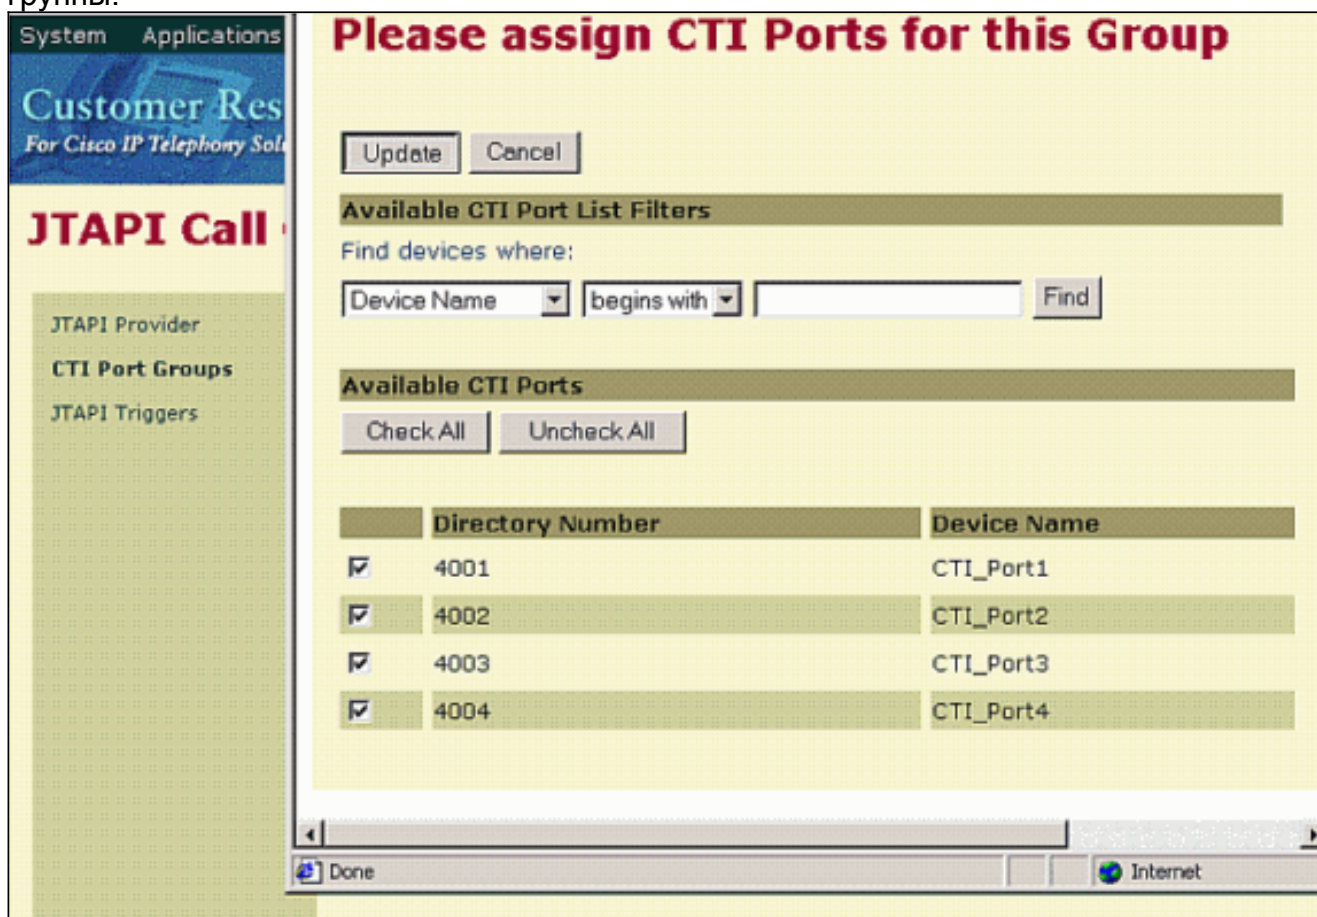 группы.
System Applications
Customer Res
For Cisco IP Telephony Sol
JTAPI Call
JTAPI Provider
CTI Port Groups
JTAPI Triggers
Please assign CTI Ports for this Group
Update Cancel
Available CTI Port List Filters
Find devices where:
Device Name begins with Find
Available CTI Ports
Check All Uncheck All
Directory Number Device Name
4001 CTI_Port1
4002 CTI_Port2
4003 CTI_Port3
4004 CTI_Port4
Done Internet